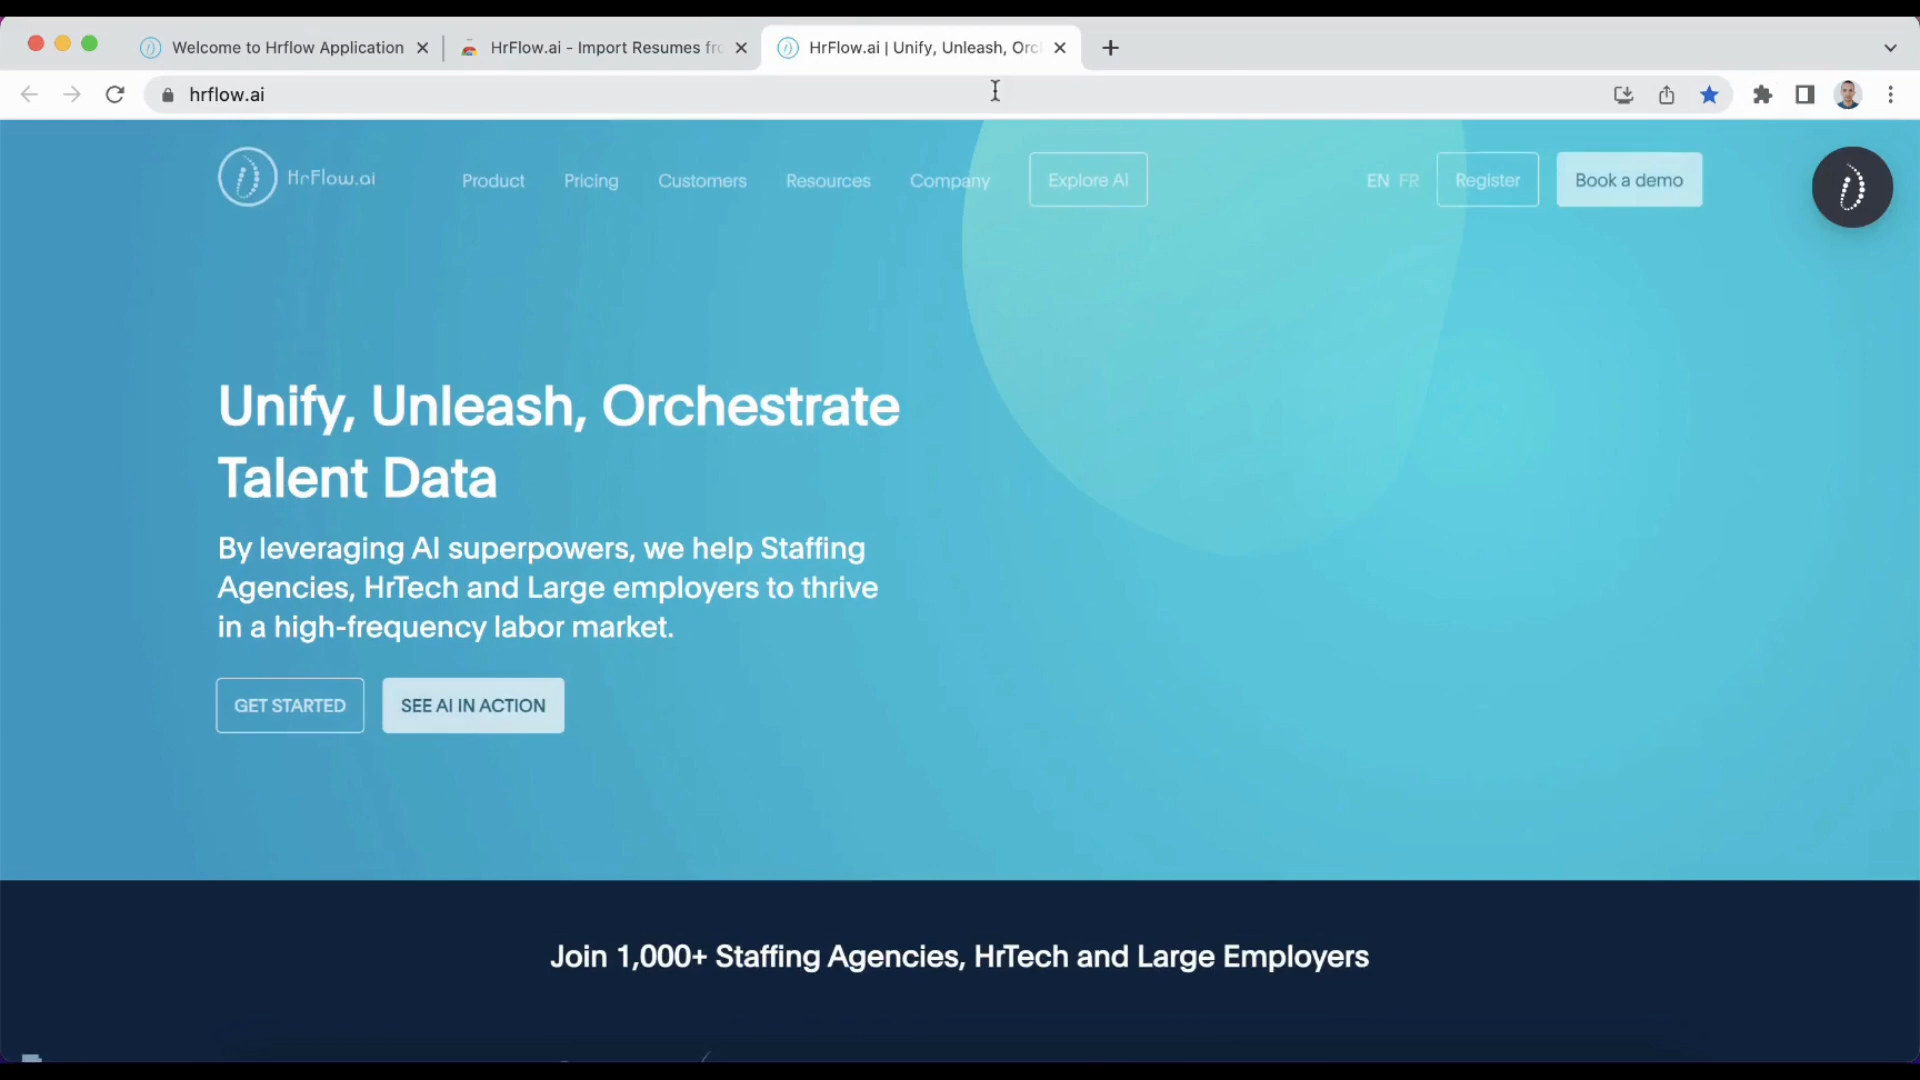 Welcome to Hrflow Application
HrFlow.ai - Import Resumes fro
HrFlow.ai | Unify, Unleash, Orc
hrflow.ai
HrFlow.ai
Product
Pricing
Customers
Resources
Company
Explore AI
EN FR
Register
Book a demo
Unify, Unleash, Orchestrate
Talent Data
By leveraging AI superpowers, we help Staffing
Agencies, HrTech and Large employers to thrive
in a high-frequency labor market.
GET STARTED
SEE AI IN ACTION
Join 1,000+ Staffing Agencies, HrTech and Large Employers